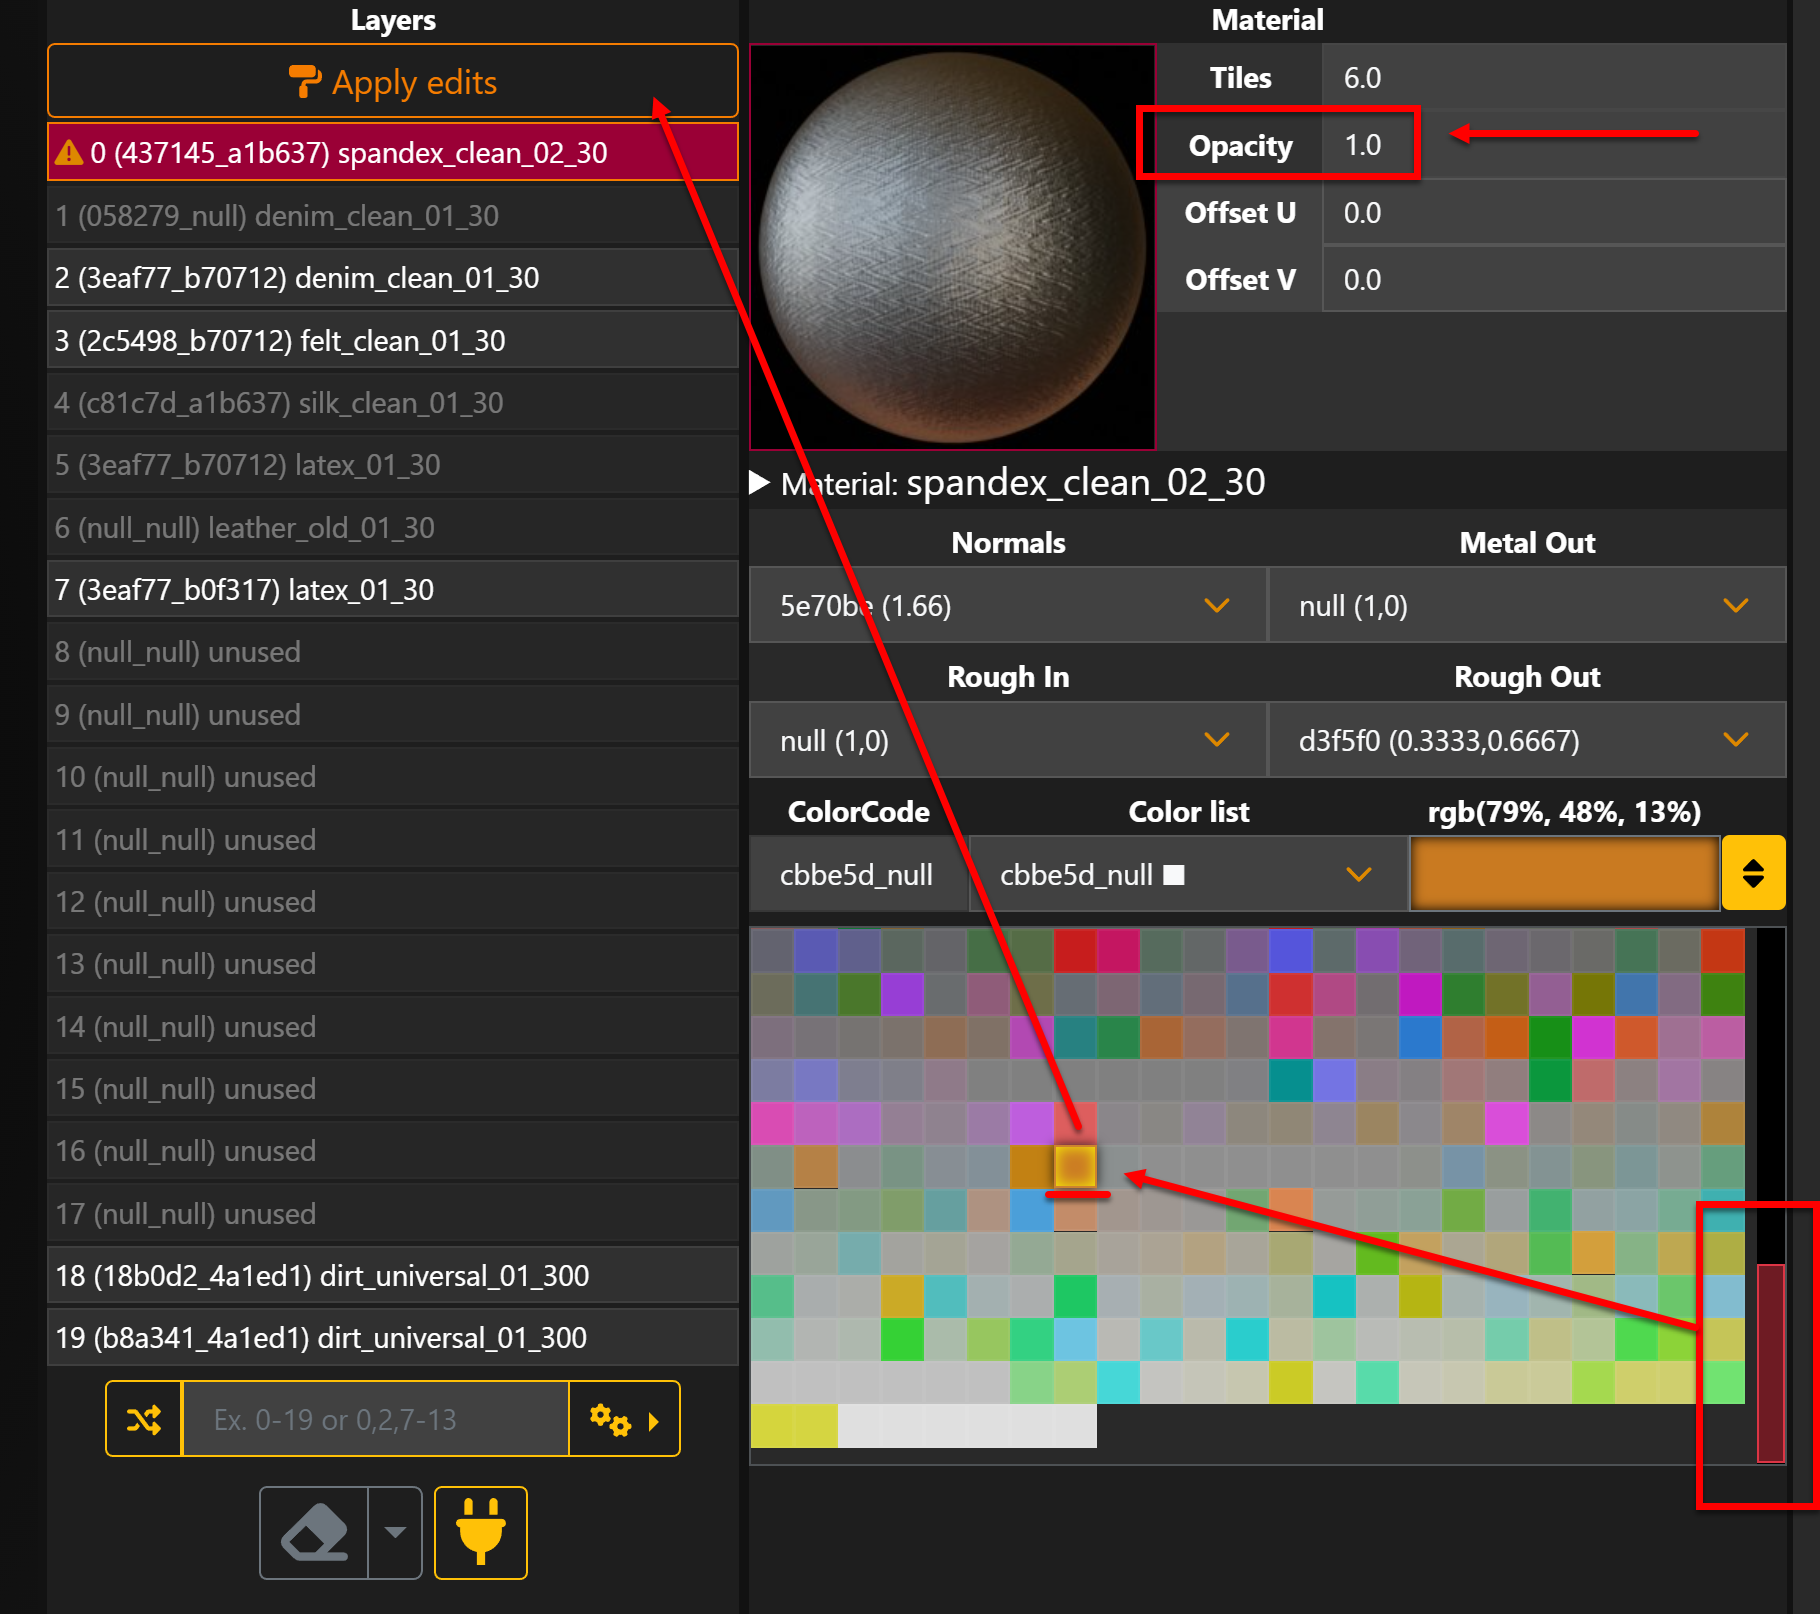 Layers
Apply edits
0 (437145_a1b637) spandex_clean_02_30
1 (058279_null) denim_clean_01_30
2 (3eaf77_b70712) denim_clean_01_30
3 (2c5498_b70712) felt_clean_01_30
4 (c81c7d_a1b637) silk_clean_01_30
5 (3eaf77_b70712) latex_01_30
6 (null_null) leather_old_01_30
7 (3eaf77_b0f317) latex_01_30
8 (null_null) unused
9 (null_null) unused
10 (null_null) unused
11 (null_null) unused
12 (null_null) unused
13 (null_null) unused
14 (null_null) unused
15 (null_null) unused
16 (null_null) unused
17 (null_null) unused
18 (18b0d2_4a1ed1) dirt_universal_01_300
19 (b8a341_4a1ed1) dirt_universal_01_300
Ex. 0-19 or 0,2,7-13
Material
Tiles 6.0
Opacity 1.0
Offset U 0.0
Offset V 0.0
Material: spandex_clean_02_30
Normals Metal Out
5e70be (1.66) null (1,0)
Rough In Rough Out
null (1,0) d3f5f0 (0.3333,0.6667)
ColorCode Color list rgb(79%, 48%, 13%)
cbbe5d_null cbbe5d_null